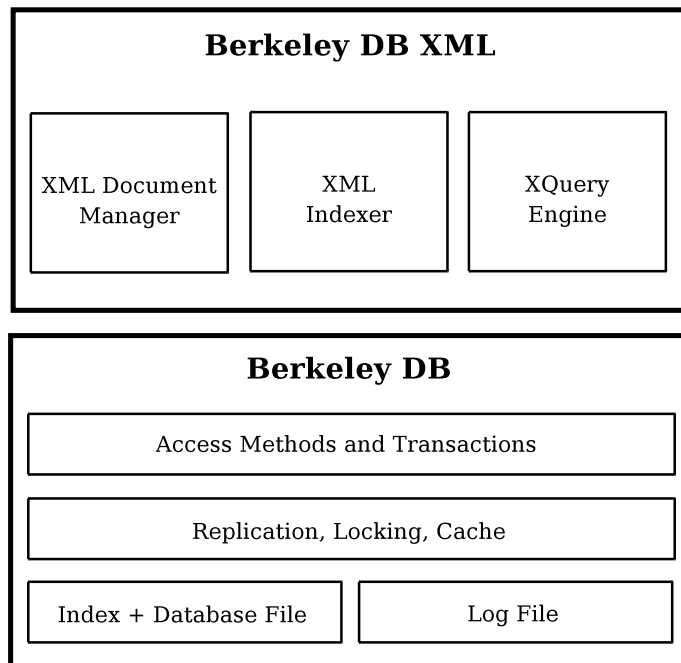 Berkeley DB XML
XML Document
Manager
XML
Indexer
XQuery
Engine
Berkeley DB
Access Methods and Transactions
Replication, Locking, Cache
Index + Database File
Log File